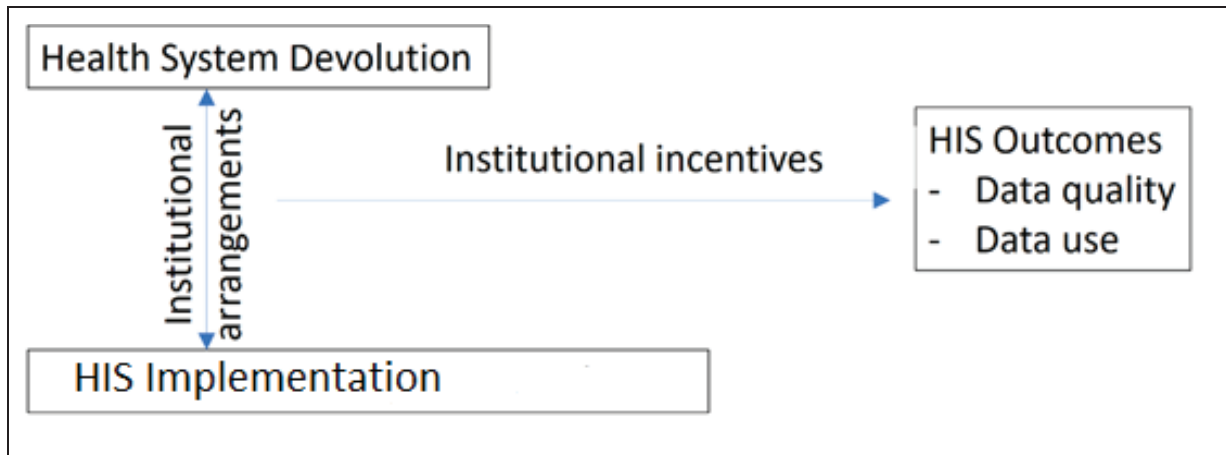 Health System Devolution
Institutional
arrangements
Institutional incentives
HIS Outcomes
- Data quality
- Data use
HIS Implementation